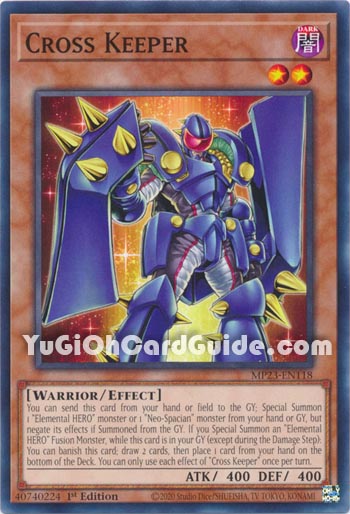 CROSS KEEPER
DARK
闇
YuGiOhCardGuide.com
MP23-EN118
[WARRIOR/EFFECT]
You can send this card from your hand or field to the GY; Special Summon
1 "Elemental HERO" monster or 1 "Neo-Spacian" monster from your hand or GY, but
negate its effects if Summoned from the GY. If you Special Summon an "Elemental
HERO" Fusion Monster, while this card is in your GY (except during the Damage Step):
You can banish this card; draw 2 cards, then place 1 card from your hand on the
bottom of the Deck. You can only use each effect of "Cross Keeper" once per turn.
ATK/ 400 DEF/ 400
40740224 1st Edition ©2020 Studio Dice/SHUEISHA, TV TOKYO, KONAMI